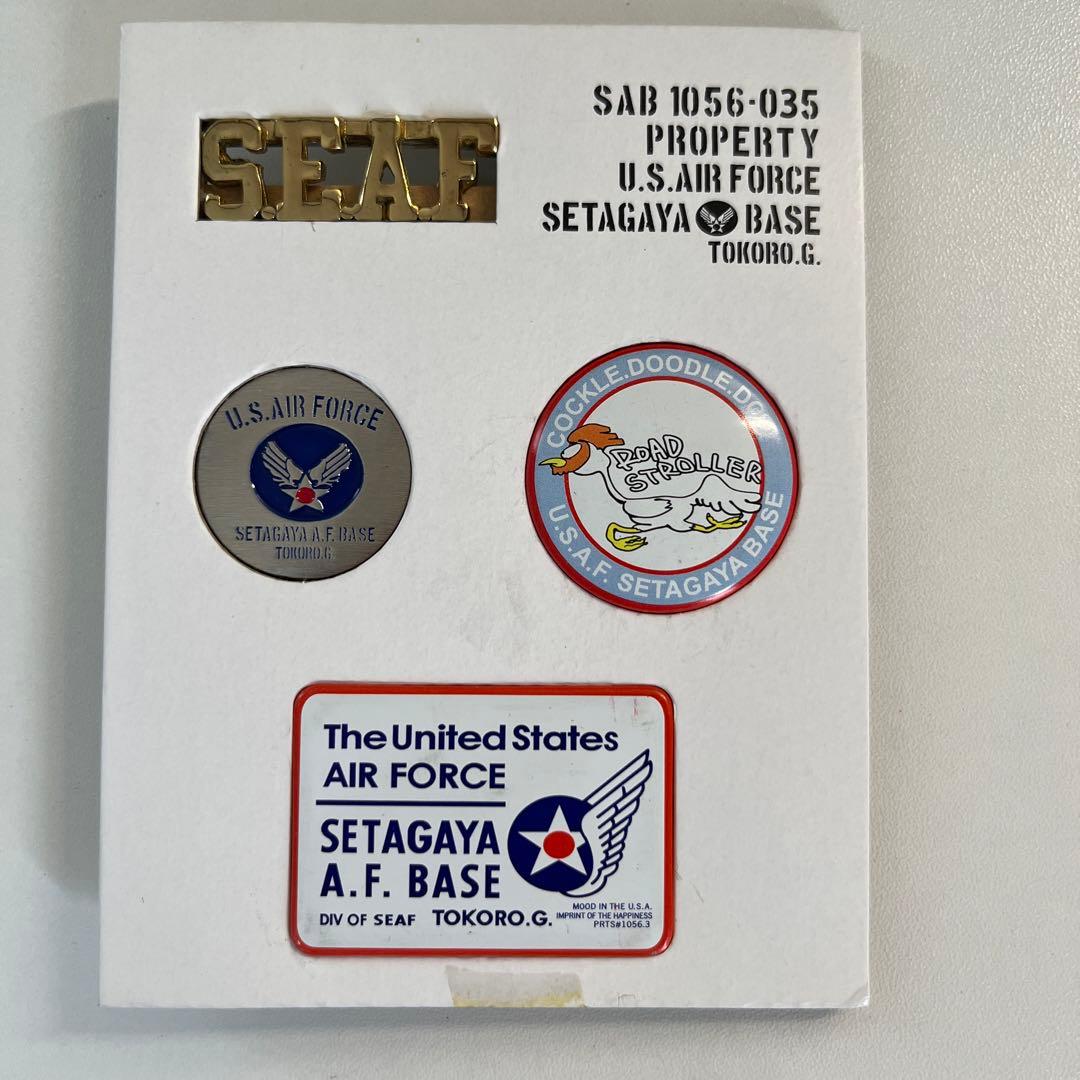 S.E.A.F
SAB 1056-035
PROPERTY
U.S.AIR FORCE
SETAGAYA BASE
TOKORO.G.
U.S.AIR FORCE
SETAGAYA A.F. BASE
TOKORO.G.
COCKLE.DOODLE.DOO
ROAD
STROLLER
U.S.A.F. SETAGAYA BASE
The United States
AIR FORCE
SETAGAYA
A.F. BASE
DIV OF SEAF TOKORO.G.
MOOD IN THE U.S.A.
IMPRINT OF THE HAPPINESS
PRTS#1056.3